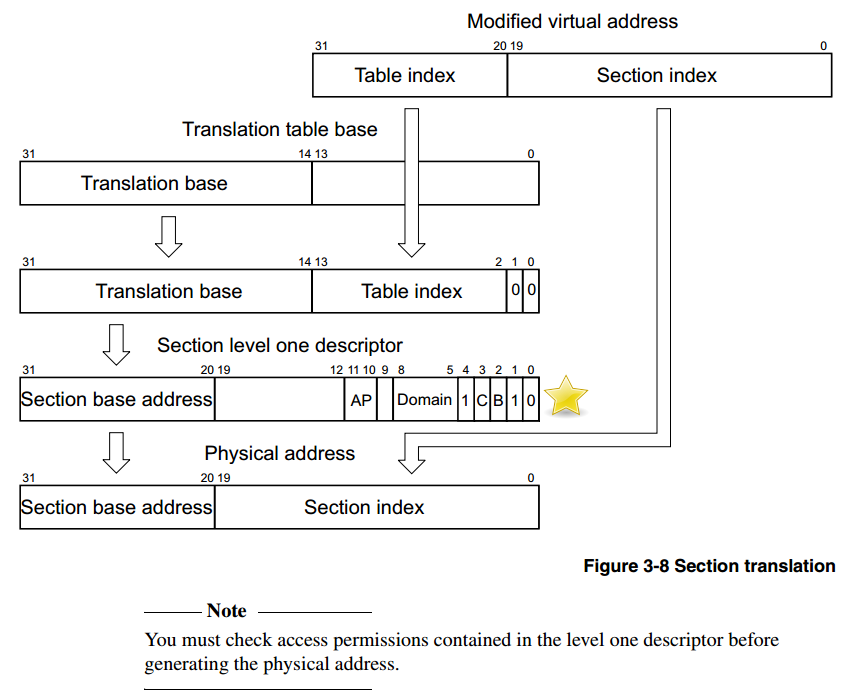 Modified virtual address
31 20 19 0
Table index Section index
Translation table base
31 14 13 0
Translation base
31 14 13 2 1 0
Translation base Table index 0 0
Section level one descriptor
31 20 19 12 11 10 9 8 5 4 3 2 1 0
Section base address AP Domain 1 C B 1 0
Physical address
31 20 19 0
Section base address Section index
Figure 3-8 Section translation
Note
You must check access permissions contained in the level one descriptor before
generating the physical address.